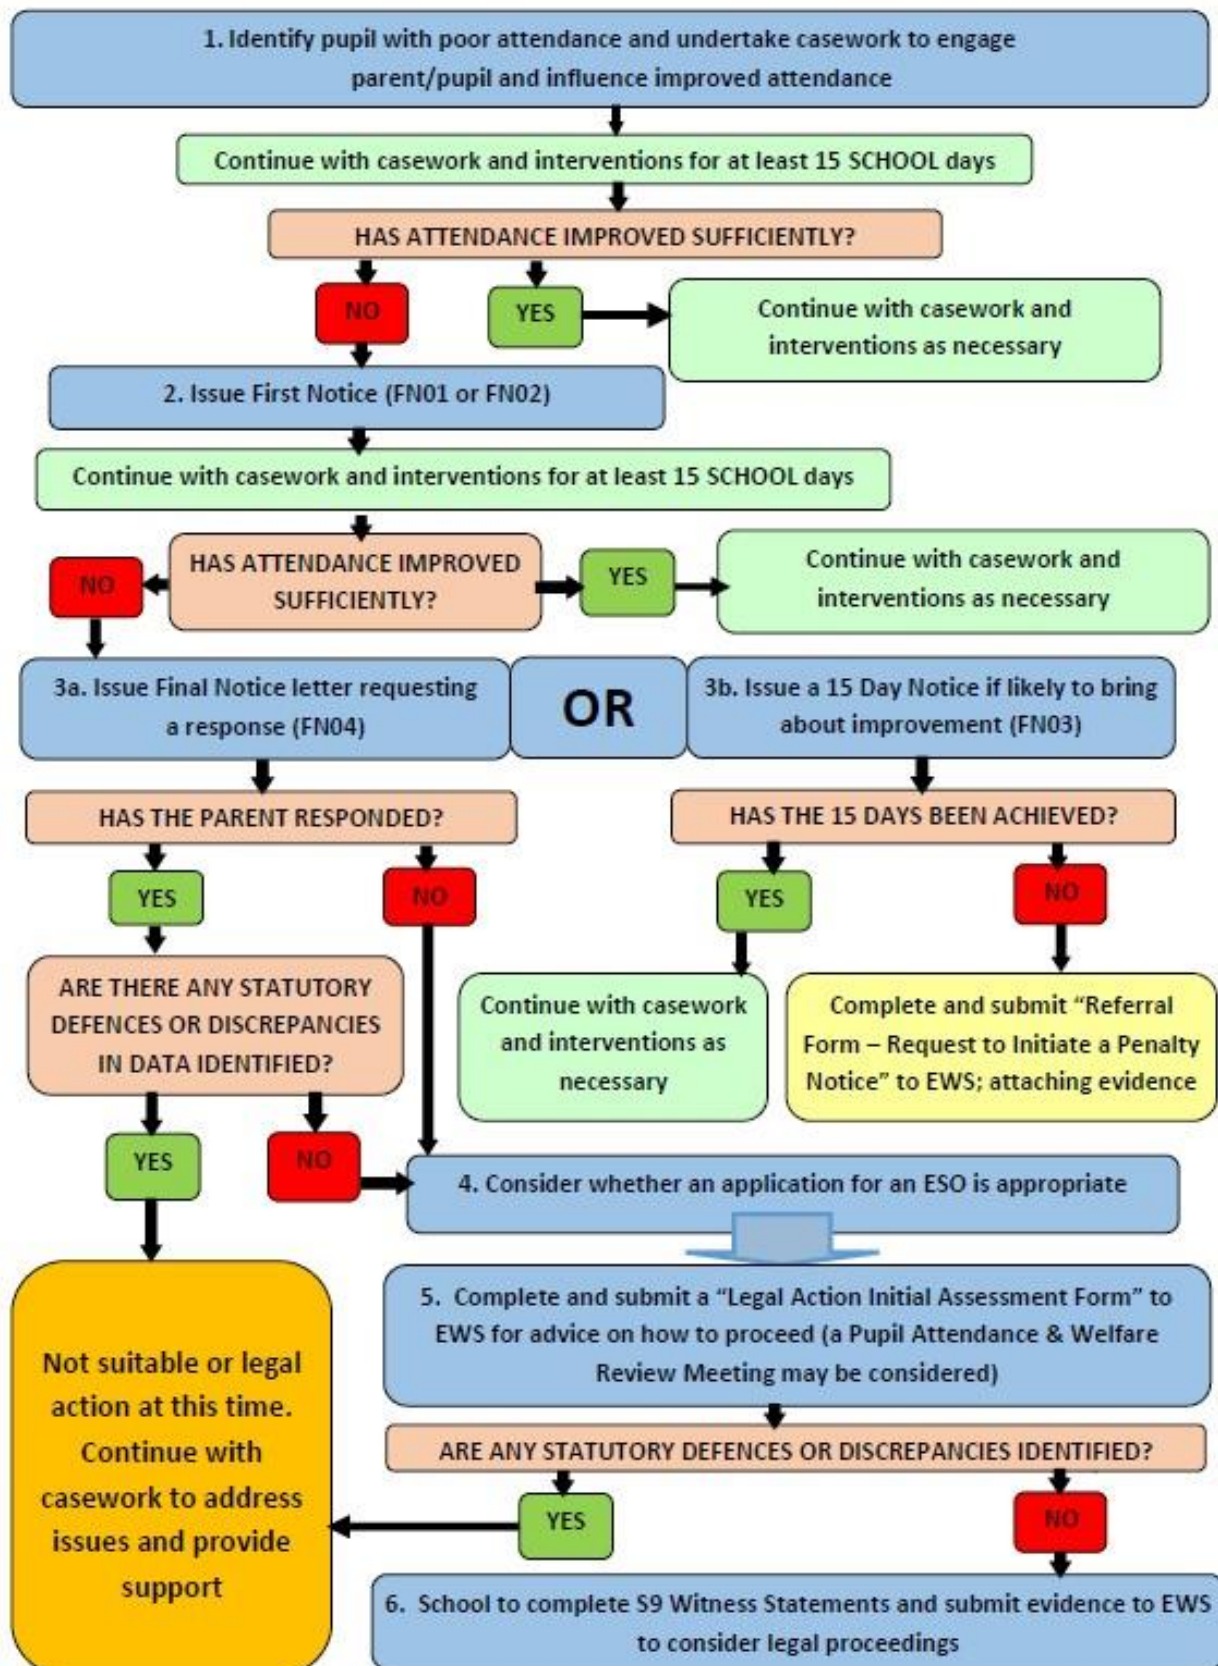 1. Identify pupil with poor attendance and undertake casework to engage
parent/pupil and influence improved attendance
Continue with casework and interventions for at least 15 SCHOOL days
HAS ATTENDANCE IMPROVED SUFFICIENTLY?
NO
YES
Continue with casework and
interventions as necessary
2. Issue First Notice (FN01 or FN02)
Continue with casework and interventions for at least 15 SCHOOL days
NO
HAS ATTENDANCE IMPROVED
SUFFICIENTLY?
YES
Continue with casework and
interventions as necessary
3a. Issue Final Notice letter requesting
a response (FN04)
OR
3b. Issue a 15 Day Notice if likely to bring
about improvement (FN03)
HAS THE PARENT RESPONDED?
HAS THE 15 DAYS BEEN ACHIEVED?
YES
NO
YES
NO
ARE THERE ANY STATUTORY
DEFENCES OR DISCREPANCIES
IN DATA IDENTIFIED?
Continue with casework
and interventions as
necessary
Complete and submit “Referral
Form – Request to Initiate a Penalty
Notice” to EWS; attaching evidence
YES
NO
4. Consider whether an application for an ESO is appropriate
5. Complete and submit a “Legal Action Initial Assessment Form” to
EWS for advice on how to proceed (a Pupil Attendance & Welfare
Review Meeting may be considered)
Not suitable or legal
action at this time.
Continue with
casework to address
issues and provide
support
ARE ANY STATUTORY DEFENCES OR DISCREPANCIES IDENTIFIED?
YES
NO
6. School to complete S9 Witness Statements and submit evidence to EWS
to consider legal proceedings